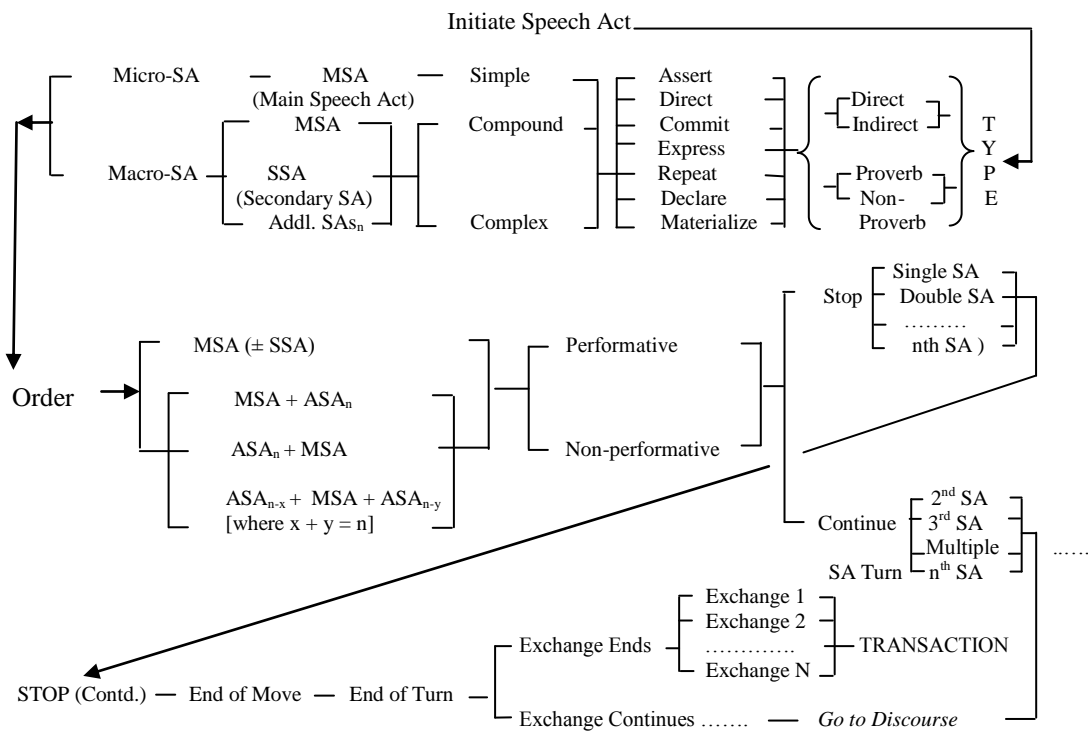 Initiate Speech Act
Micro-SA MSA Simple Assert
(Main Speech Act) Direct Direct
MSA Compound Commit Indirect T
Express Y
Macro-SA SSA Repeat Proverb P
(Secondary SA) Declare Non- E
Addl. SAsn Complex Materialize Proverb
Single SA
Stop Double SA
………
nth SA )
MSA (± SSA) Performative
Order
MSA + ASAn
ASAn + MSA Non-performative
ASAn-x + MSA + ASAn-y
[where x + y = n]
2nd SA
Continue 3rd SA
Multiple …….
SA Turn nth SA
Exchange 1
Exchange 2
Exchange Ends …………. TRANSACTION
Exchange N
STOP (Contd.) End of Move End of Turn
Exchange Continues ……. Go to Discourse